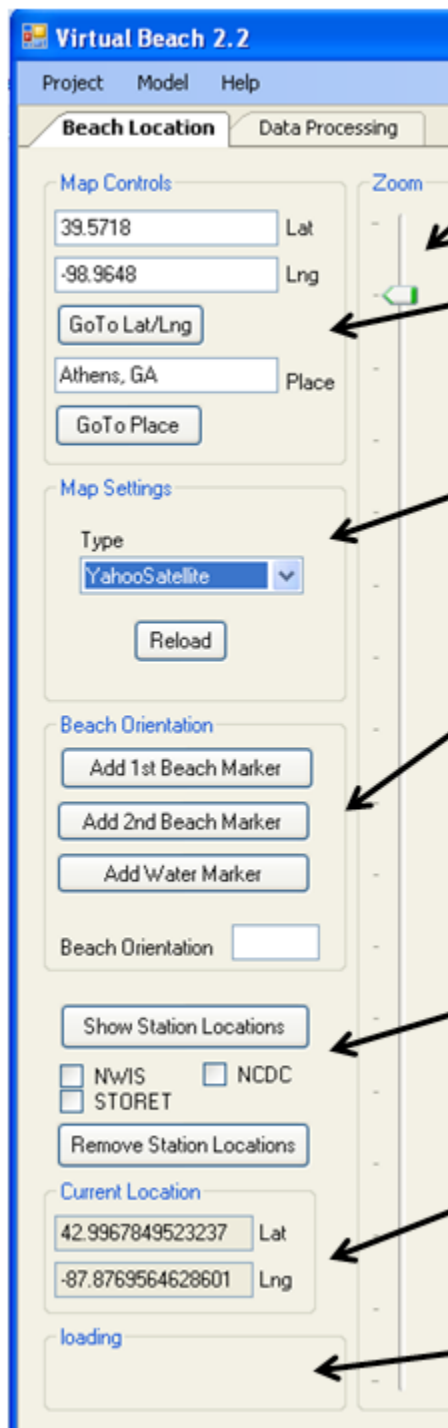 Virtual Beach 2.2
Project Model Help
Beach Location Data Processing
Map Controls
Zoom
39.5718 Lat
-98.9648 Lng
GoTo Lat/Lng
Athens, GA Place
GoTo Place
Map Settings
Type
YahooSatellite
Reload
Beach Orientation
Add 1st Beach Marker
Add 2nd Beach Marker
Add Water Marker
Beach Orientation
Show Station Locations
NWIS NCDC
STORET
Remove Station Locations
Current Location
42.9967849523237 Lat
-87.8769564628601 Lng
loading